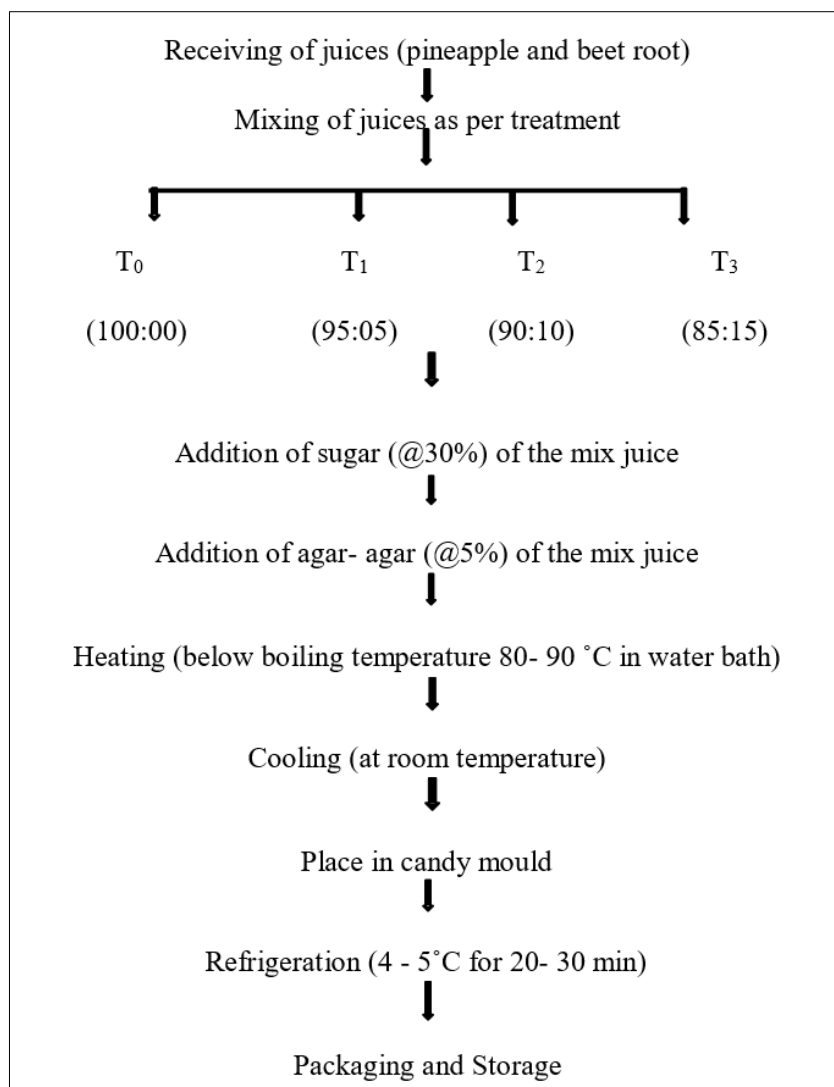 Receiving of juices (pineapple and beet root)
Mixing of juices as per treatment
T₀ T₁ T₂ T₃
(100:00) (95:05) (90:10) (85:15)
Addition of sugar (@30%) of the mix juice
Addition of agar- agar (@5%) of the mix juice
Heating (below boiling temperature 80- 90 ˚C in water bath)
Cooling (at room temperature)
Place in candy mould
Refrigeration (4 - 5˚C for 20- 30 min)
Packaging and Storage